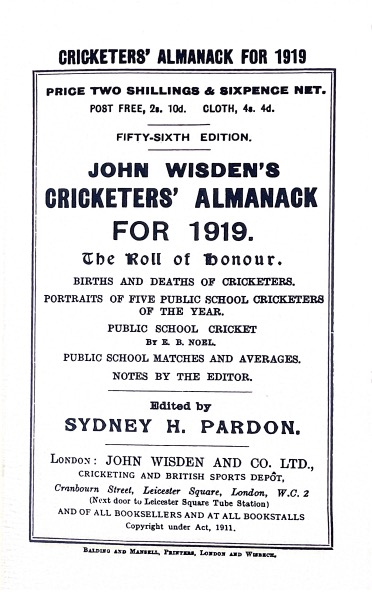 CRICKETERS' ALMANACK FOR 1919
PRICE TWO SHILLINGS & SIXPENCE NET.
POST FREE, 2s. 10d. CLOTH, 4s. 4d.
FIFTY-SIXTH EDITION.
JOHN WISDEN'S
CRICKETERS' ALMANACK
FOR 1919.
The Roll of Honour.
BIRTHS AND DEATHS OF CRICKETERS.
PORTRAITS OF FIVE PUBLIC SCHOOL CRICKETERS
OF THE YEAR.
PUBLIC SCHOOL CRICKET
BY E. B. NOEL.
PUBLIC SCHOOL MATCHES AND AVERAGES.
NOTES BY THE EDITOR.
Edited by
SYDNEY H. PARDON.
LONDON: JOHN WISDEN AND CO. LTD.,
CRICKETING AND BRITISH SPORTS DEPÔT,
Cranbourn Street, Leicester Square, London, W.C. 2
(Next door to Leicester Square Tube Station)
AND OF ALL BOOKSELLERS AND AT ALL BOOKSTALLS
Copyright under Act, 1911.
BALDING AND MANSELL, PRINTERS, LONDON AND WISBECH.